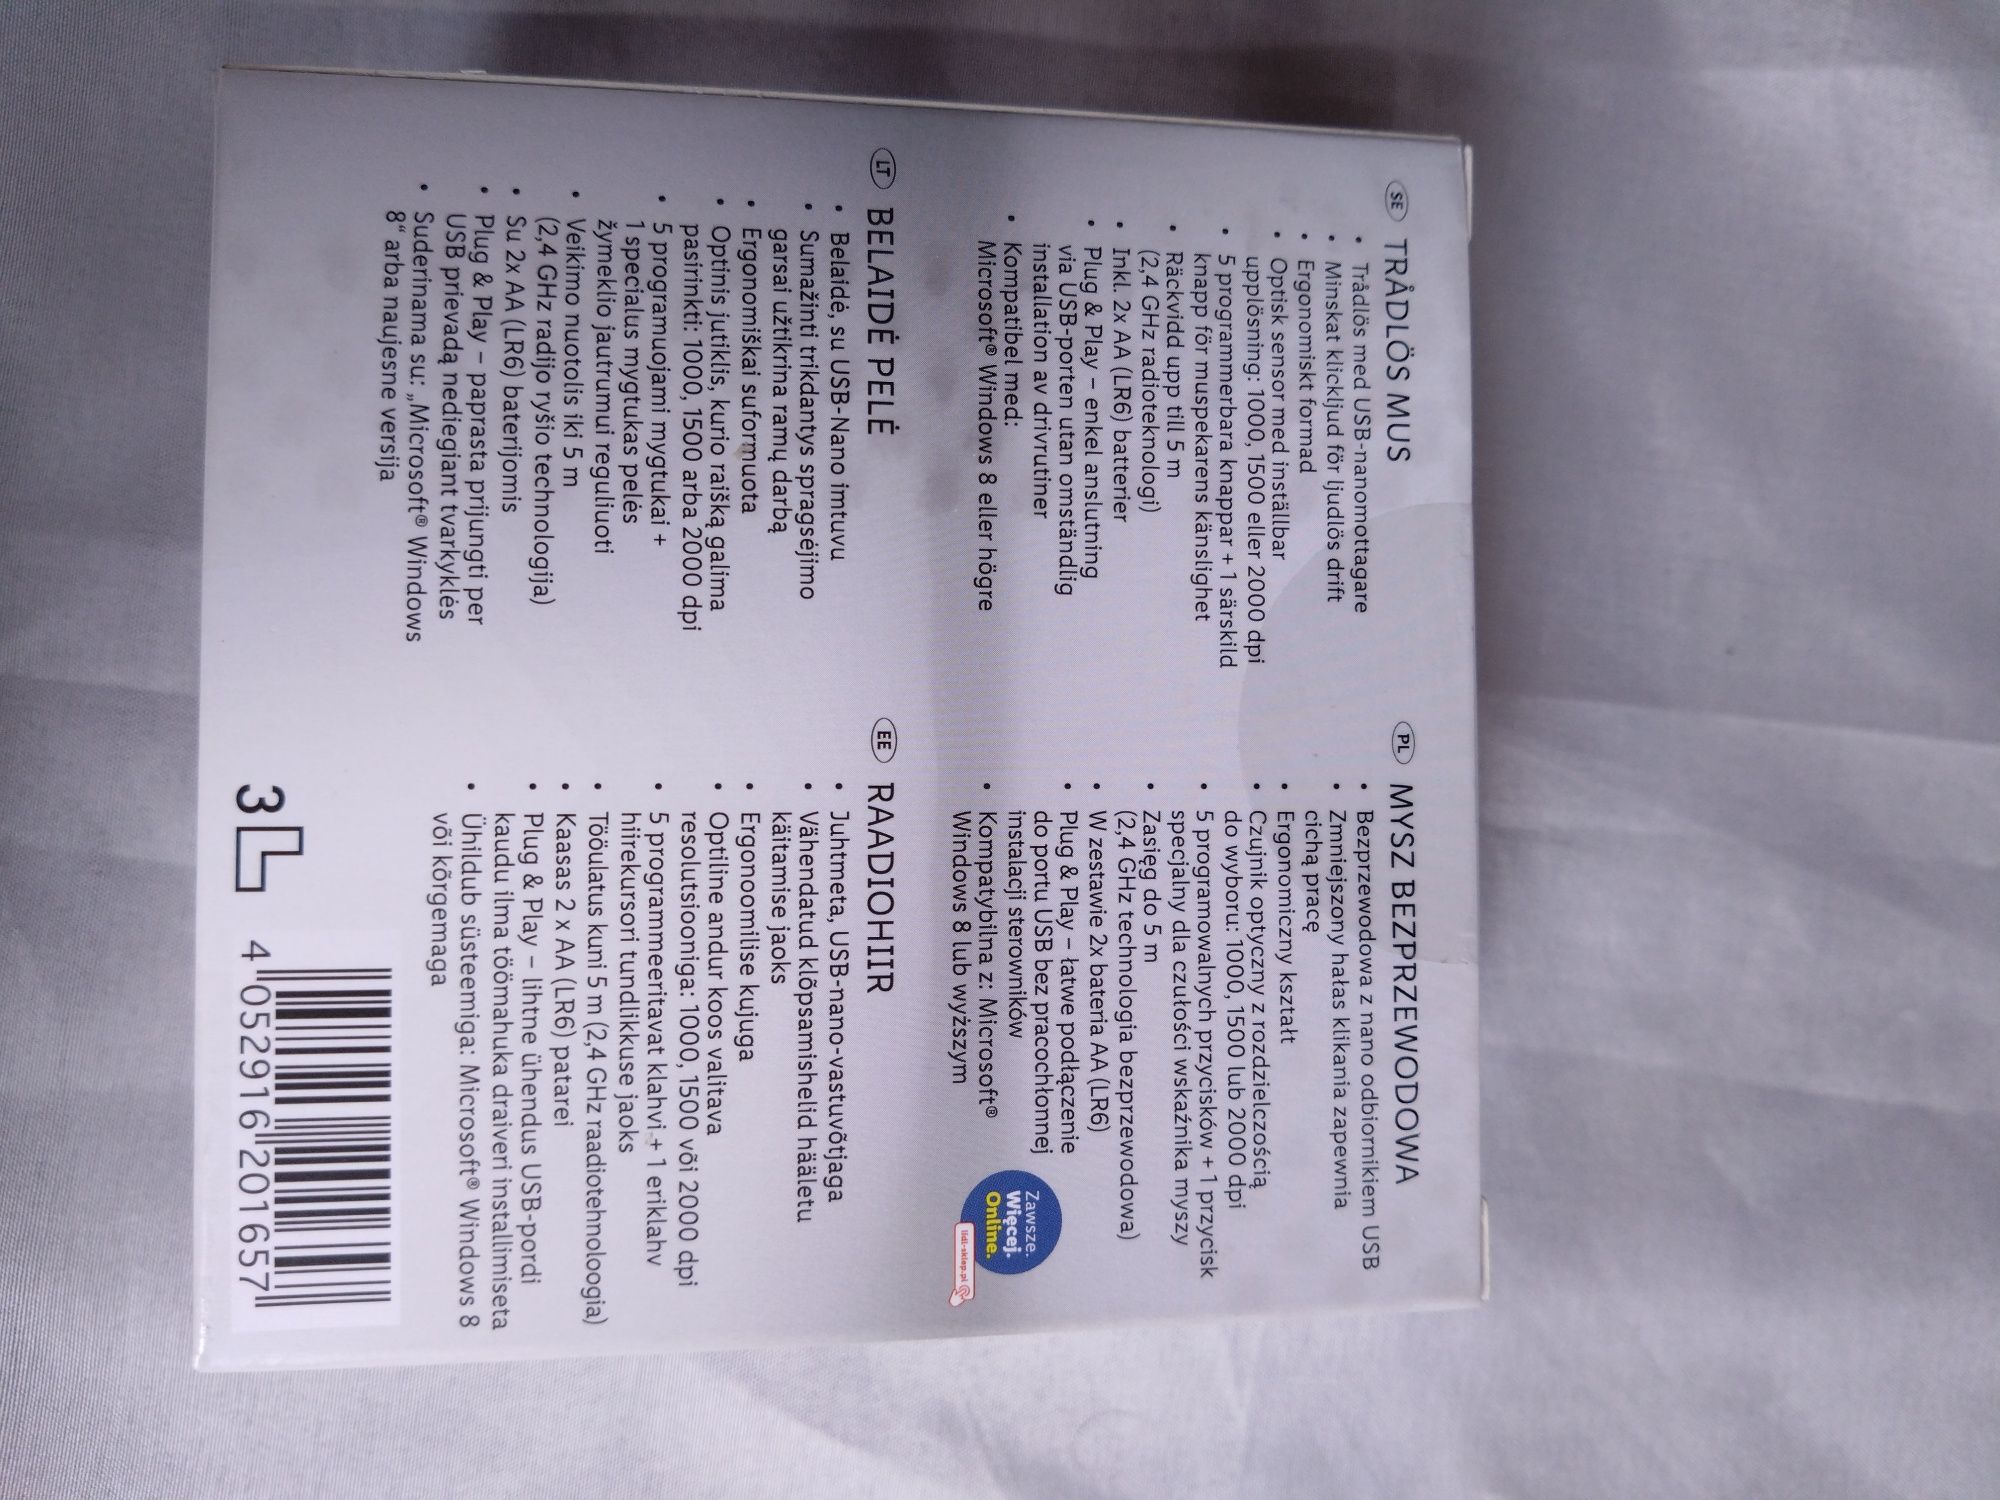 SE TRÅDLÖS MUS
• Trådlös med USB-nanomottagare
• Minskat klickljud för ljudlös drift
• Ergonomiskt formad
• Optisk sensor med inställbar
upplösning: 1000, 1500 eller 2000 dpi
• 5 programmerbara knappar + 1 särskild
knapp för muspekarens känslighet
• Räckvidd upp till 5 m
(2,4 GHz radioteknologi)
• Inkl. 2x AA (LR6) batterier
• Plug & Play – enkel anslutning
via USB-porten utan omständlig
installation av drivrutiner
• Kompatibel med:
Microsoft® Windows 8 eller högre
PL MYSZ BEZPRZEWODOWA
• Bezprzewodowa z nano odbiornikiem USB
• Zmniejszony hałas klikania zapewnia
cichą pracę
• Ergonomiczny kształt
• Czujnik optyczny z rozdzielczością
do wyboru: 1000, 1500 lub 2000 dpi
• 5 programowalnych przycisków + 1 przycisk
specjalny dla czułości wskaźnika myszy
• Zasięg do 5 m
(2,4 GHz technologia bezprzewodowa)
• W zestawie 2x bateria AA (LR6)
• Plug & Play – łatwe podłączenie
do portu USB bez pracochłonnej
instalacji sterowników
• Kompatybilna z: Microsoft®
Windows 8 lub wyższym
Zawsze.
Więcej.
Online.
lidl-sklep.pl
LT BELAIDĖ PELĖ
• Belaidė, su USB-Nano imtuvu
• Sumažinti trikdantys spragsėjimo
garsai užtikrina ramų darbą
• Ergonomiškai suformuota
• Optinis jutiklis, kurio raišką galima
pasirinkti: 1000, 1500 arba 2000 dpi
• 5 programuojami mygtukai +
1 specialus mygtukas pelės
žymeklio jautrumui reguliuoti
• Veikimo nuotolis iki 5 m
(2,4 GHz radijo ryšio technologija)
• Su 2x AA (LR6) baterijomis
• Plug & Play – paprasta prijungti per
USB prievadą nediegiant tvarkyklės
• Suderinama su: „Microsoft® Windows
8“ arba naujesne versija
EE RAADIOHIIR
• Juhtmeta, USB-nano-vastuvõtjaga
• Vähendatud klõpsamishelid hääletu
käitamise jaoks
• Ergonoomilise kujuga
• Optiline andur koos valitava
resolutsiooniga: 1000, 1500 või 2000 dpi
• 5 programmeeritavat klahvi + 1 eriklahv
hiirekursori tundlikkuse jaoks
• Tööulatus kuni 5 m (2,4 GHz raadiotehnoloogia)
• Kaasas 2 x AA (LR6) patarei
• Plug & Play – lihtne ühendus USB-pordi
kaudu ilma töömahuka draiveri installimiseta
• Ühildub süsteemiga: Microsoft® Windows 8
või kõrgemaga
3L
4 052916 201657